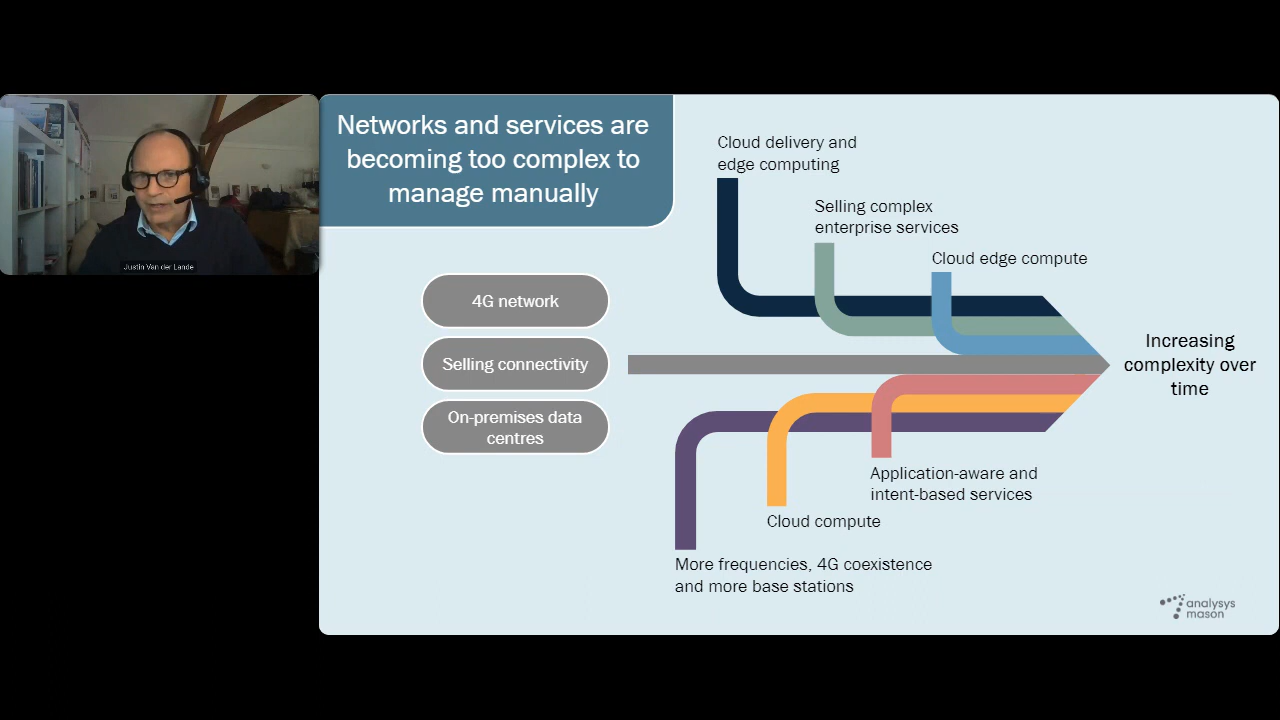 Justin Van der Lande
Networks and services are
becoming too complex to
manage manually
4G network
Selling connectivity
On-premises data
centres
Cloud delivery and
edge computing
Selling complex
enterprise services
Cloud edge compute
Increasing
complexity over
time
Application-aware and
intent-based services
Cloud compute
More frequencies, 4G coexistence
and more base stations
analysys
mason